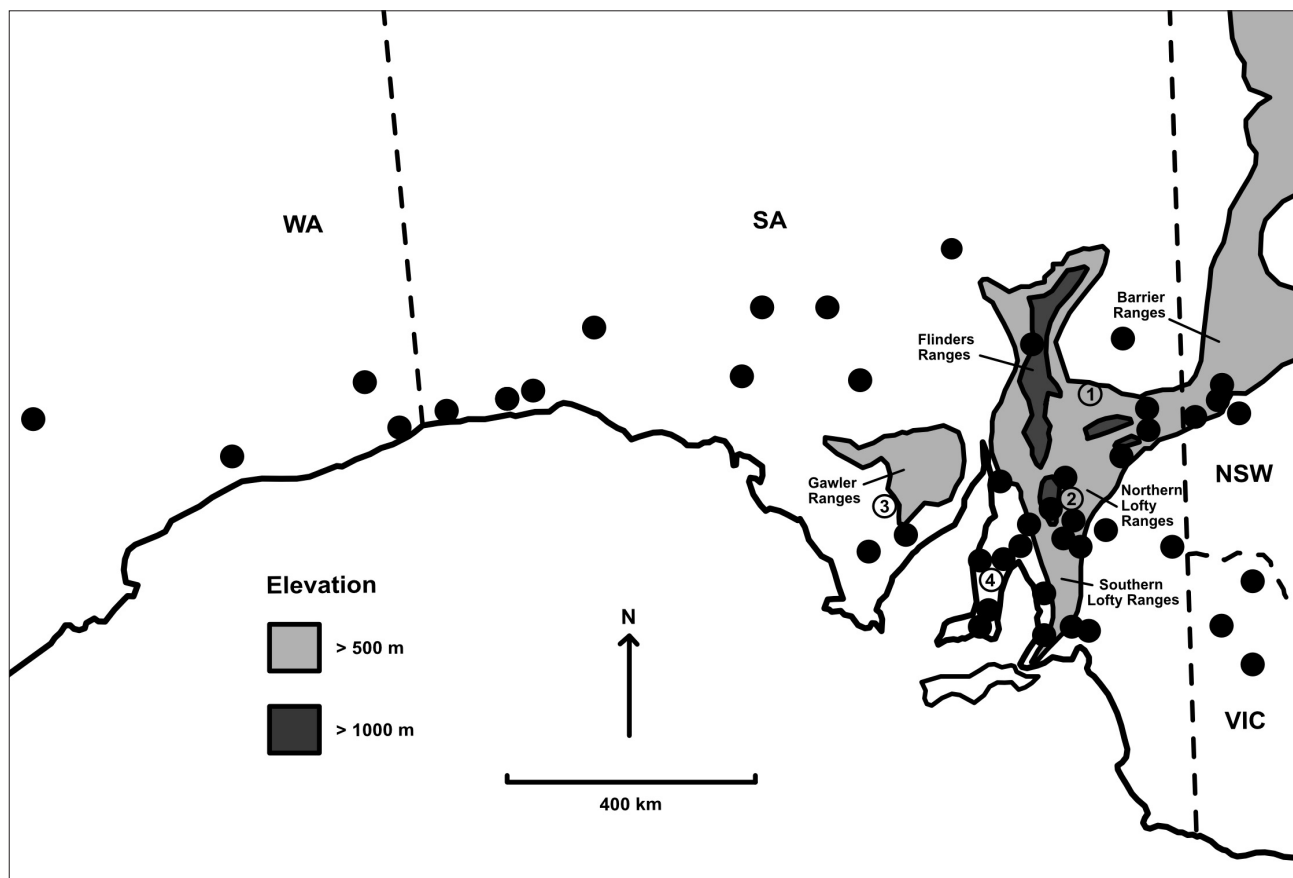 WA
SA
Barrier
Ranges
Flinders
Ranges
1
Gawler
Ranges
3
2
Northern
Lofty
Ranges
NSW
4
Southern
Lofty Ranges
Elevation
> 500 m
> 1000 m
N
400 km
VIC